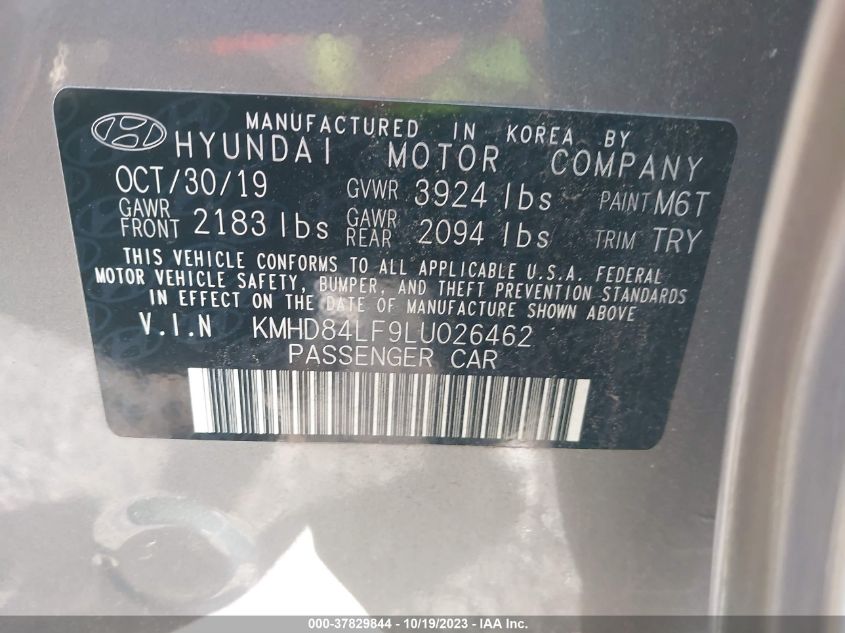 MANUFACTURED IN KOREA BY
HYUNDAI MOTOR COMPANY
OCT/30/19 GVWR 3924 lbs PAINT M6T
GAWR FRONT 2183 lbs GAWR REAR 2094 lbs TRIM TRY
THIS VEHICLE CONFORMS TO ALL APPLICABLE U.S.A. FEDERAL
MOTOR VEHICLE SAFETY, BUMPER, AND THEFT PREVENTION STANDARDS
IN EFFECT ON THE DATE OF MANUFACTURE SHOWN ABOVE
V.I.N KMHD84LF9LU026462
PASSENGER CAR
000-37829844 - 10/19/2023 - IAA Inc.